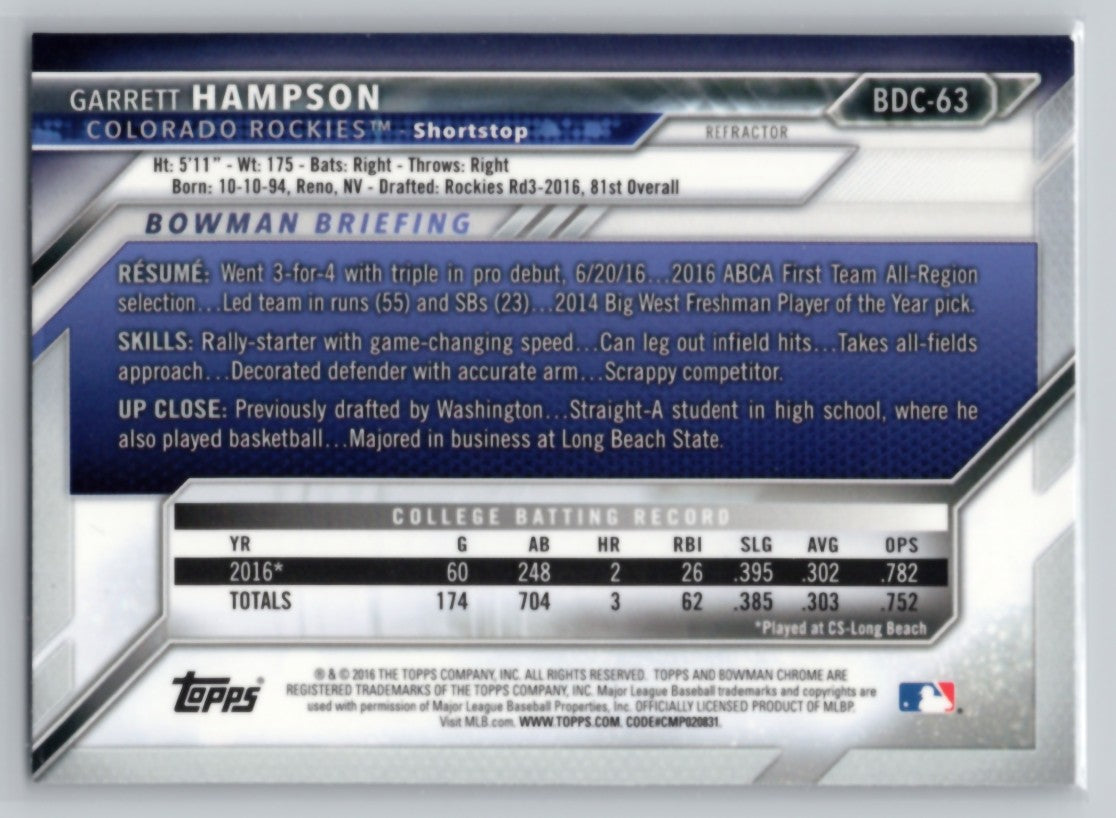 GARRETT HAMPSON
BDC-63
COLORADO ROCKIES™ - Shortstop
REFRACTOR
Ht: 5'11" - Wt: 175 - Bats: Right - Throws: Right
Born: 10-10-94, Reno, NV - Drafted: Rockies Rd3-2016, 81st Overall
BOWMAN BRIEFING
RÉSUMÉ: Went 3-for-4 with triple in pro debut, 6/20/16...2016 ABCA First Team All-Region
selection...Led team in runs (55) and SBs (23)...2014 Big West Freshman Player of the Year pick.
SKILLS: Rally-starter with game-changing speed...Can leg out infield hits...Takes all-fields
approach...Decorated defender with accurate arm...Scrappy competitor.
UP CLOSE: Previously drafted by Washington...Straight-A student in high school, where he
also played basketball...Majored in business at Long Beach State.
COLLEGE BATTING RECORD
YR G AB HR RBI SLG AVG OPS
2016* 60 248 2 26 .395 .302 .782
TOTALS 174 704 3 62 .385 .303 .752
*Played at CS-Long Beach
Topps®
® & © 2016 THE TOPPS COMPANY, INC. ALL RIGHTS RESERVED. TOPPS AND BOWMAN CHROME ARE
REGISTERED TRADEMARKS OF THE TOPPS COMPANY, INC. Major League Baseball trademarks and copyrights are
used with permission of Major League Baseball Properties, Inc. OFFICIALLY LICENSED PRODUCT OF MLBP.
Visit MLB.com. WWW.TOPPS.COM. CODE#CMP020831.